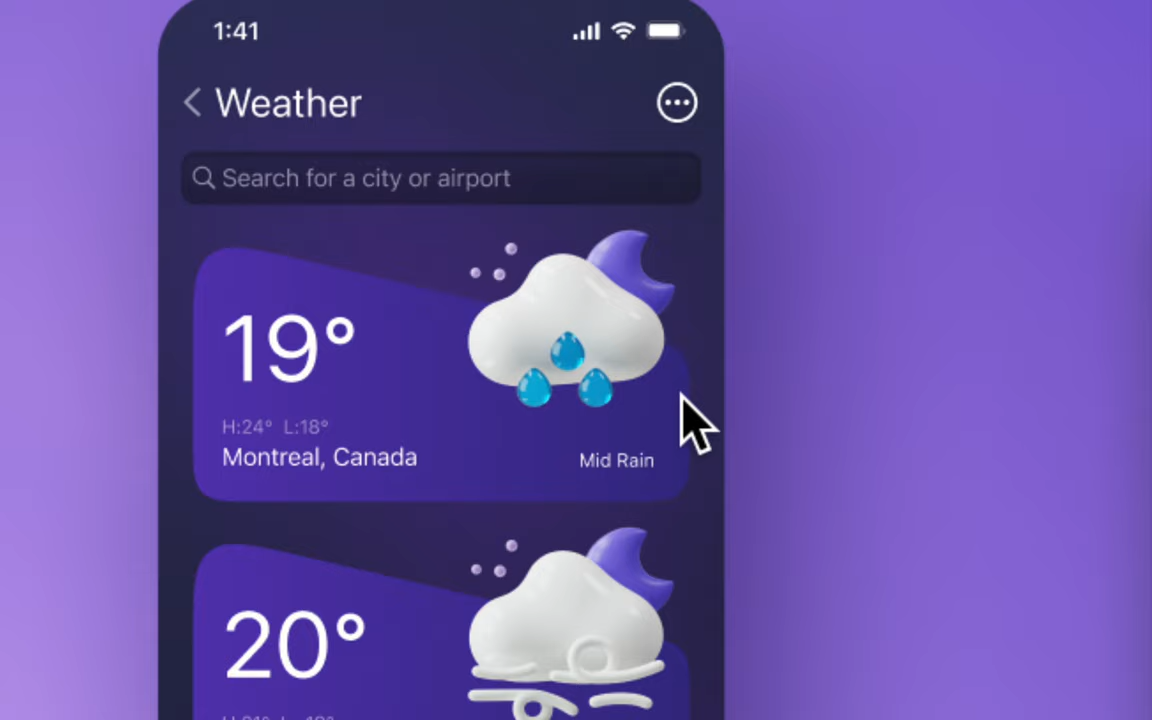 1:41
Weather
Search for a city or airport
19°
H:24° L:18°
Montreal, Canada
Mid Rain
20°